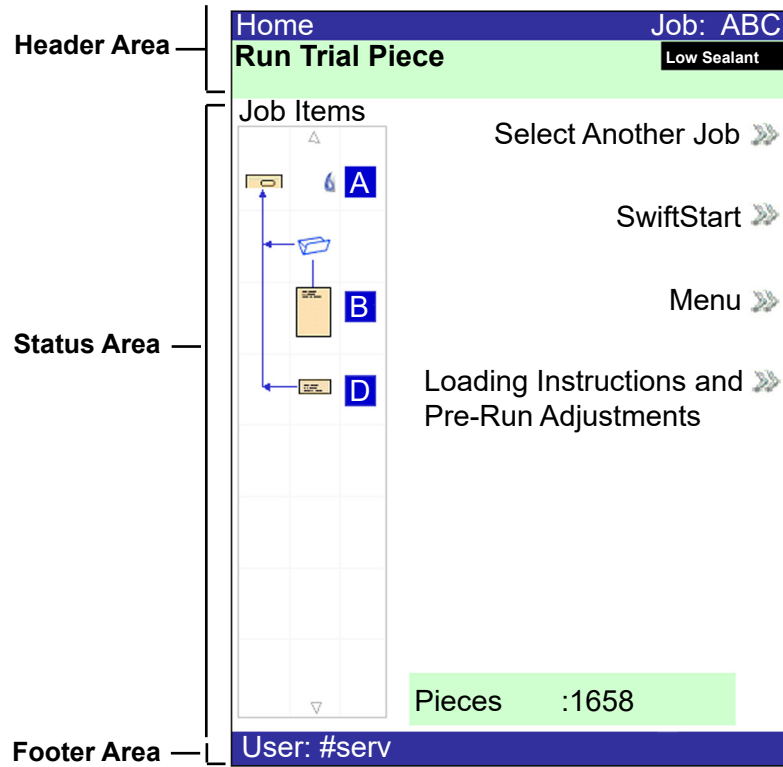 Header Area
Home Job: ABC
Run Trial Piece
Low Sealant
Status Area
Job Items
A
B
D
Select Another Job
SwiftStart
Menu
Loading Instructions and
Pre-Run Adjustments
Pieces :1658
Footer Area
User: #serv